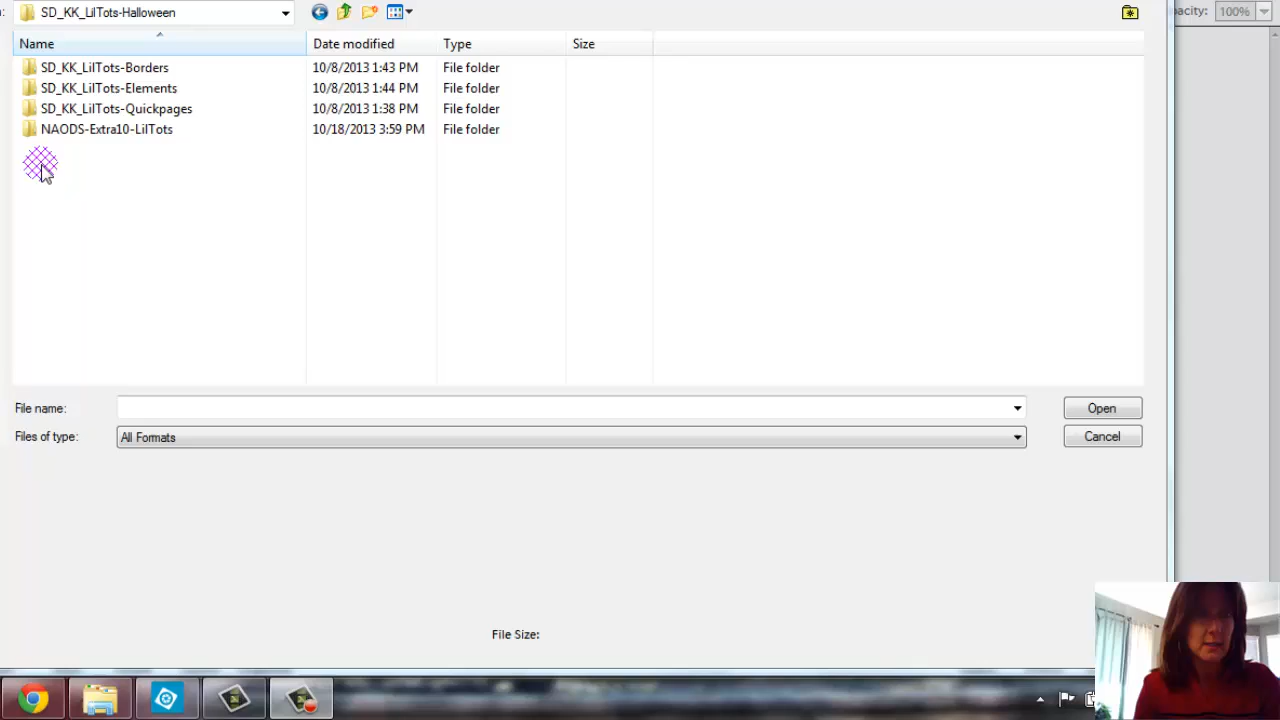 : SD_KK_LilTots-Halloween
pacity: 100%
Name Date modified Type Size
SD_KK_LilTots-Borders 10/8/2013 1:43 PM File folder
SD_KK_LilTots-Elements 10/8/2013 1:44 PM File folder
SD_KK_LilTots-Quickpages 10/8/2013 1:38 PM File folder
NAODS-Extra10-LilTots 10/18/2013 3:59 PM File folder
File name: Open
Files of type: All Formats Cancel
File Size: